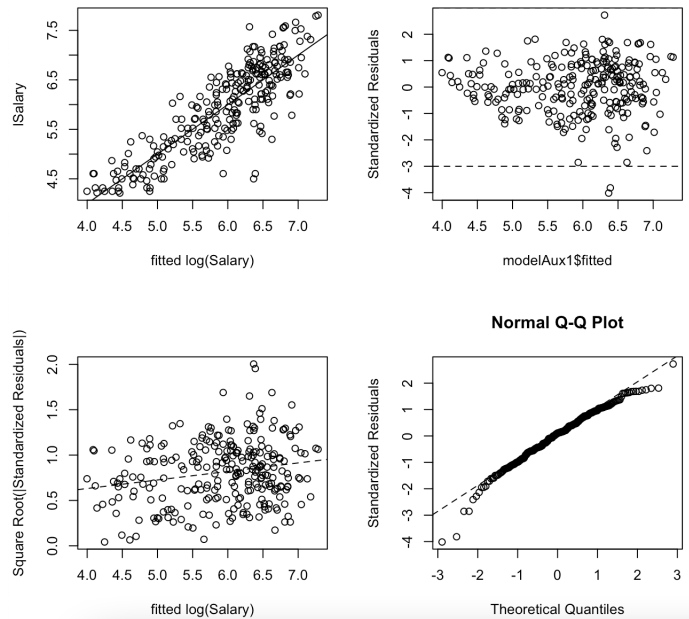 lSalary
4.5 5.5 6.5 7.5
4.0 4.5 5.0 5.5 6.0 6.5 7.0
fitted log(Salary)
Standardized Residuals
-4 -3 -2 -1 0 1 2
4.0 4.5 5.0 5.5 6.0 6.5 7.0
modelAux1$fitted
Square Root(|Standardized Residuals|)
0.0 0.5 1.0 1.5 2.0
4.0 4.5 5.0 5.5 6.0 6.5 7.0
fitted log(Salary)
Normal Q-Q Plot
Standardized Residuals
-4 -3 -2 -1 0 1 2
-3 -2 -1 0 1 2 3
Theoretical Quantiles